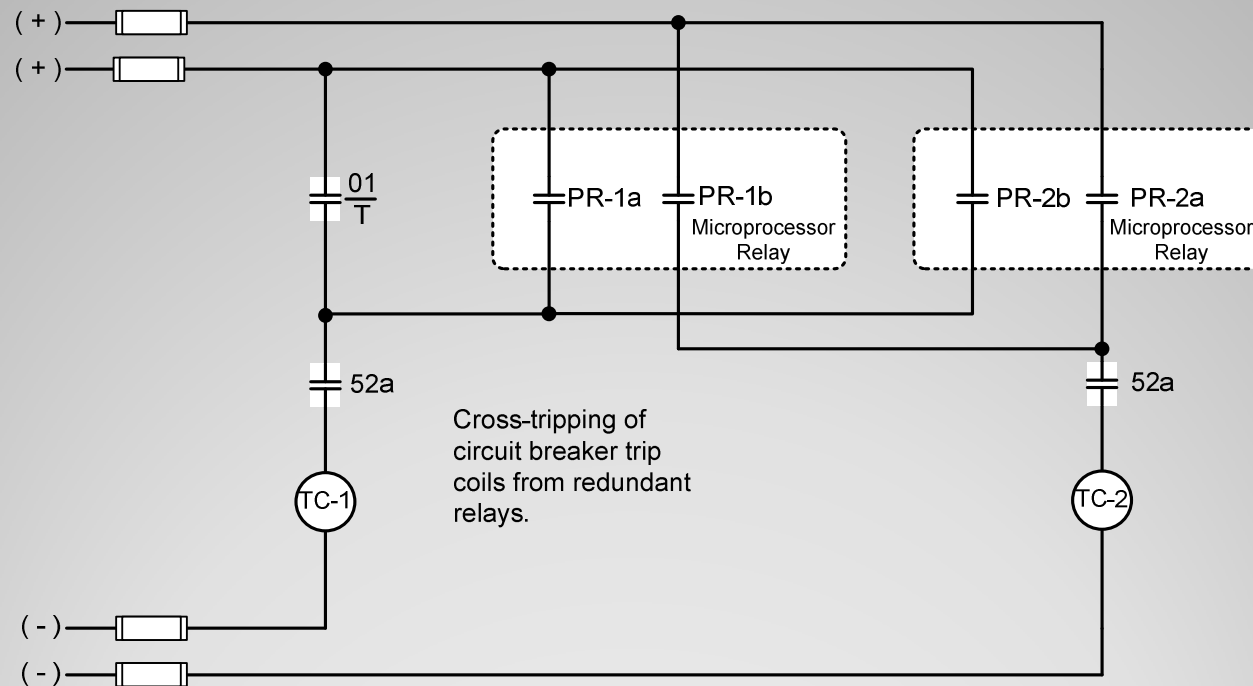 (+)
(+)
01
T
PR-1a
PR-1b
Microprocessor
Relay
PR-2b
PR-2a
Microprocessor
Relay
52a
52a
Cross-tripping of
circuit breaker trip
coils from redundant
relays.
TC-1
TC-2
(-)
(-)